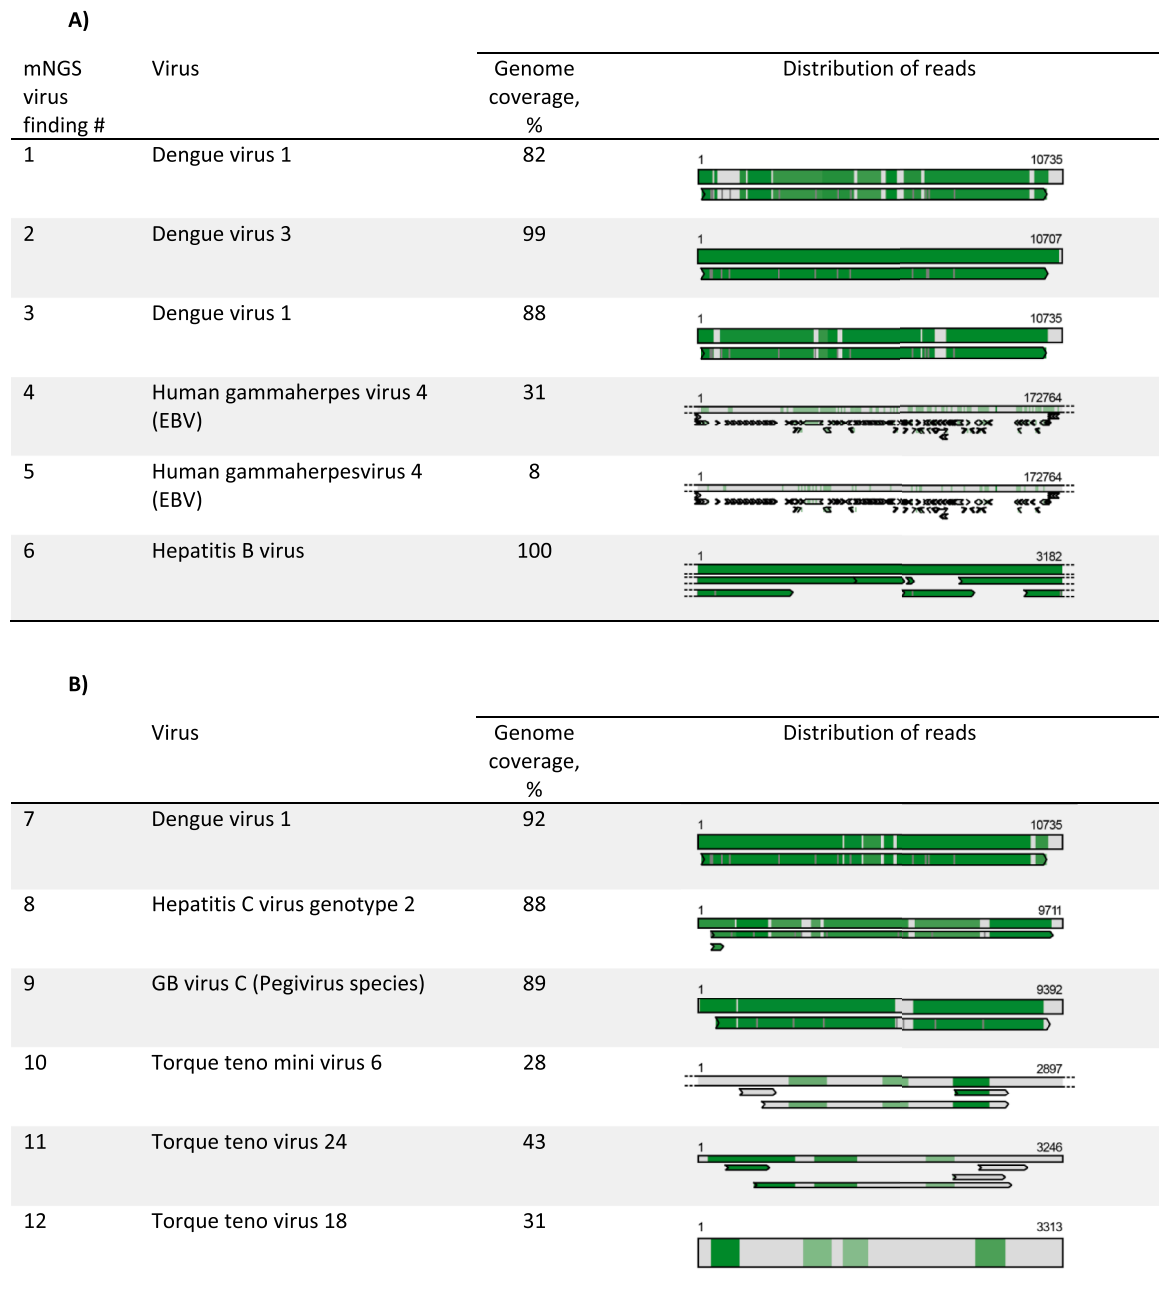 A)
mNGS virus finding # Virus Genome coverage, % Distribution of reads
1 Dengue virus 1 82 1 10735
2 Dengue virus 3 99 1 10707
3 Dengue virus 1 88 1 10735
4 Human gammaherpes virus 4 (EBV) 31 1 172764
5 Human gammaherpesvirus 4 (EBV) 8 1 172764
6 Hepatitis B virus 100 1 3182
B)
Virus Genome coverage, % Distribution of reads
7 Dengue virus 1 92 1 10735
8 Hepatitis C virus genotype 2 88 1 9711
9 GB virus C (Pegivirus species) 89 1 9392
10 Torque teno mini virus 6 28 1 2897
11 Torque teno virus 24 43 1 3246
12 Torque teno virus 18 31 1 3313